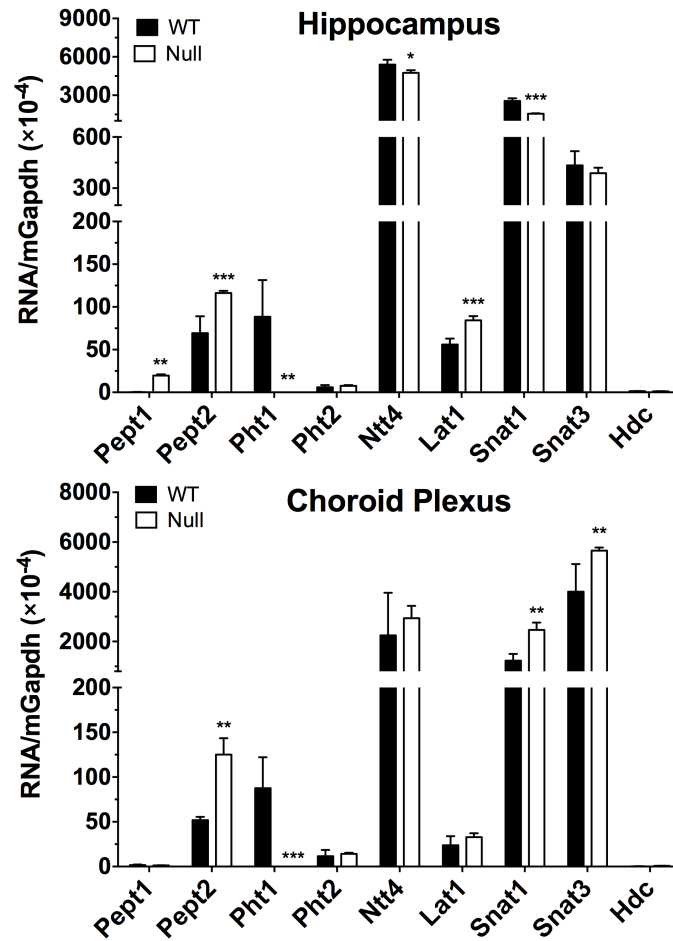 Hippocampus
WT
Null
RNA/mGapdh (×10-4)
9000
6000
3000
600
300
200
150
100
50
0
*
***
***
***
**
**
Pept1 Pept2 Pht1 Pht2 Ntt4 Lat1 Snat1 Snat3 Hdc
Choroid Plexus
WT
Null
RNA/mGapdh (×10-4)
8000
6000
4000
2000
200
150
100
50
0
**
**
**
***
Pept1 Pept2 Pht1 Pht2 Ntt4 Lat1 Snat1 Snat3 Hdc